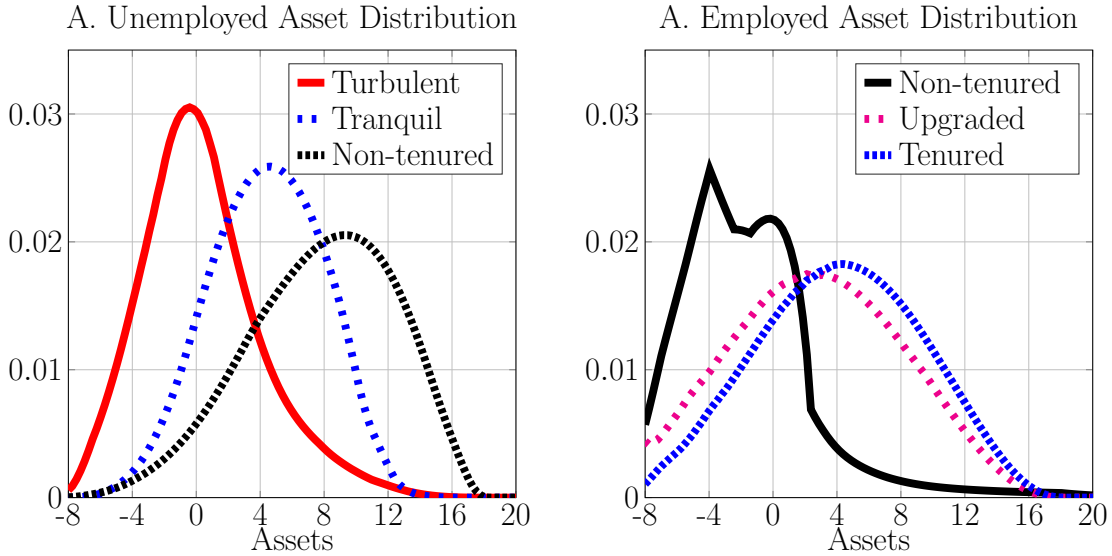 A. Unemployed Asset Distribution
0.03
0.02
0.01
0
Turbulent
Tranquil
Non-tenured
-8 -4 0 4 8 12 16 20
Assets
A. Employed Asset Distribution
0.03
0.02
0.01
0
Non-tenured
Upgraded
Tenured
-8 -4 0 4 8 12 16 20
Assets